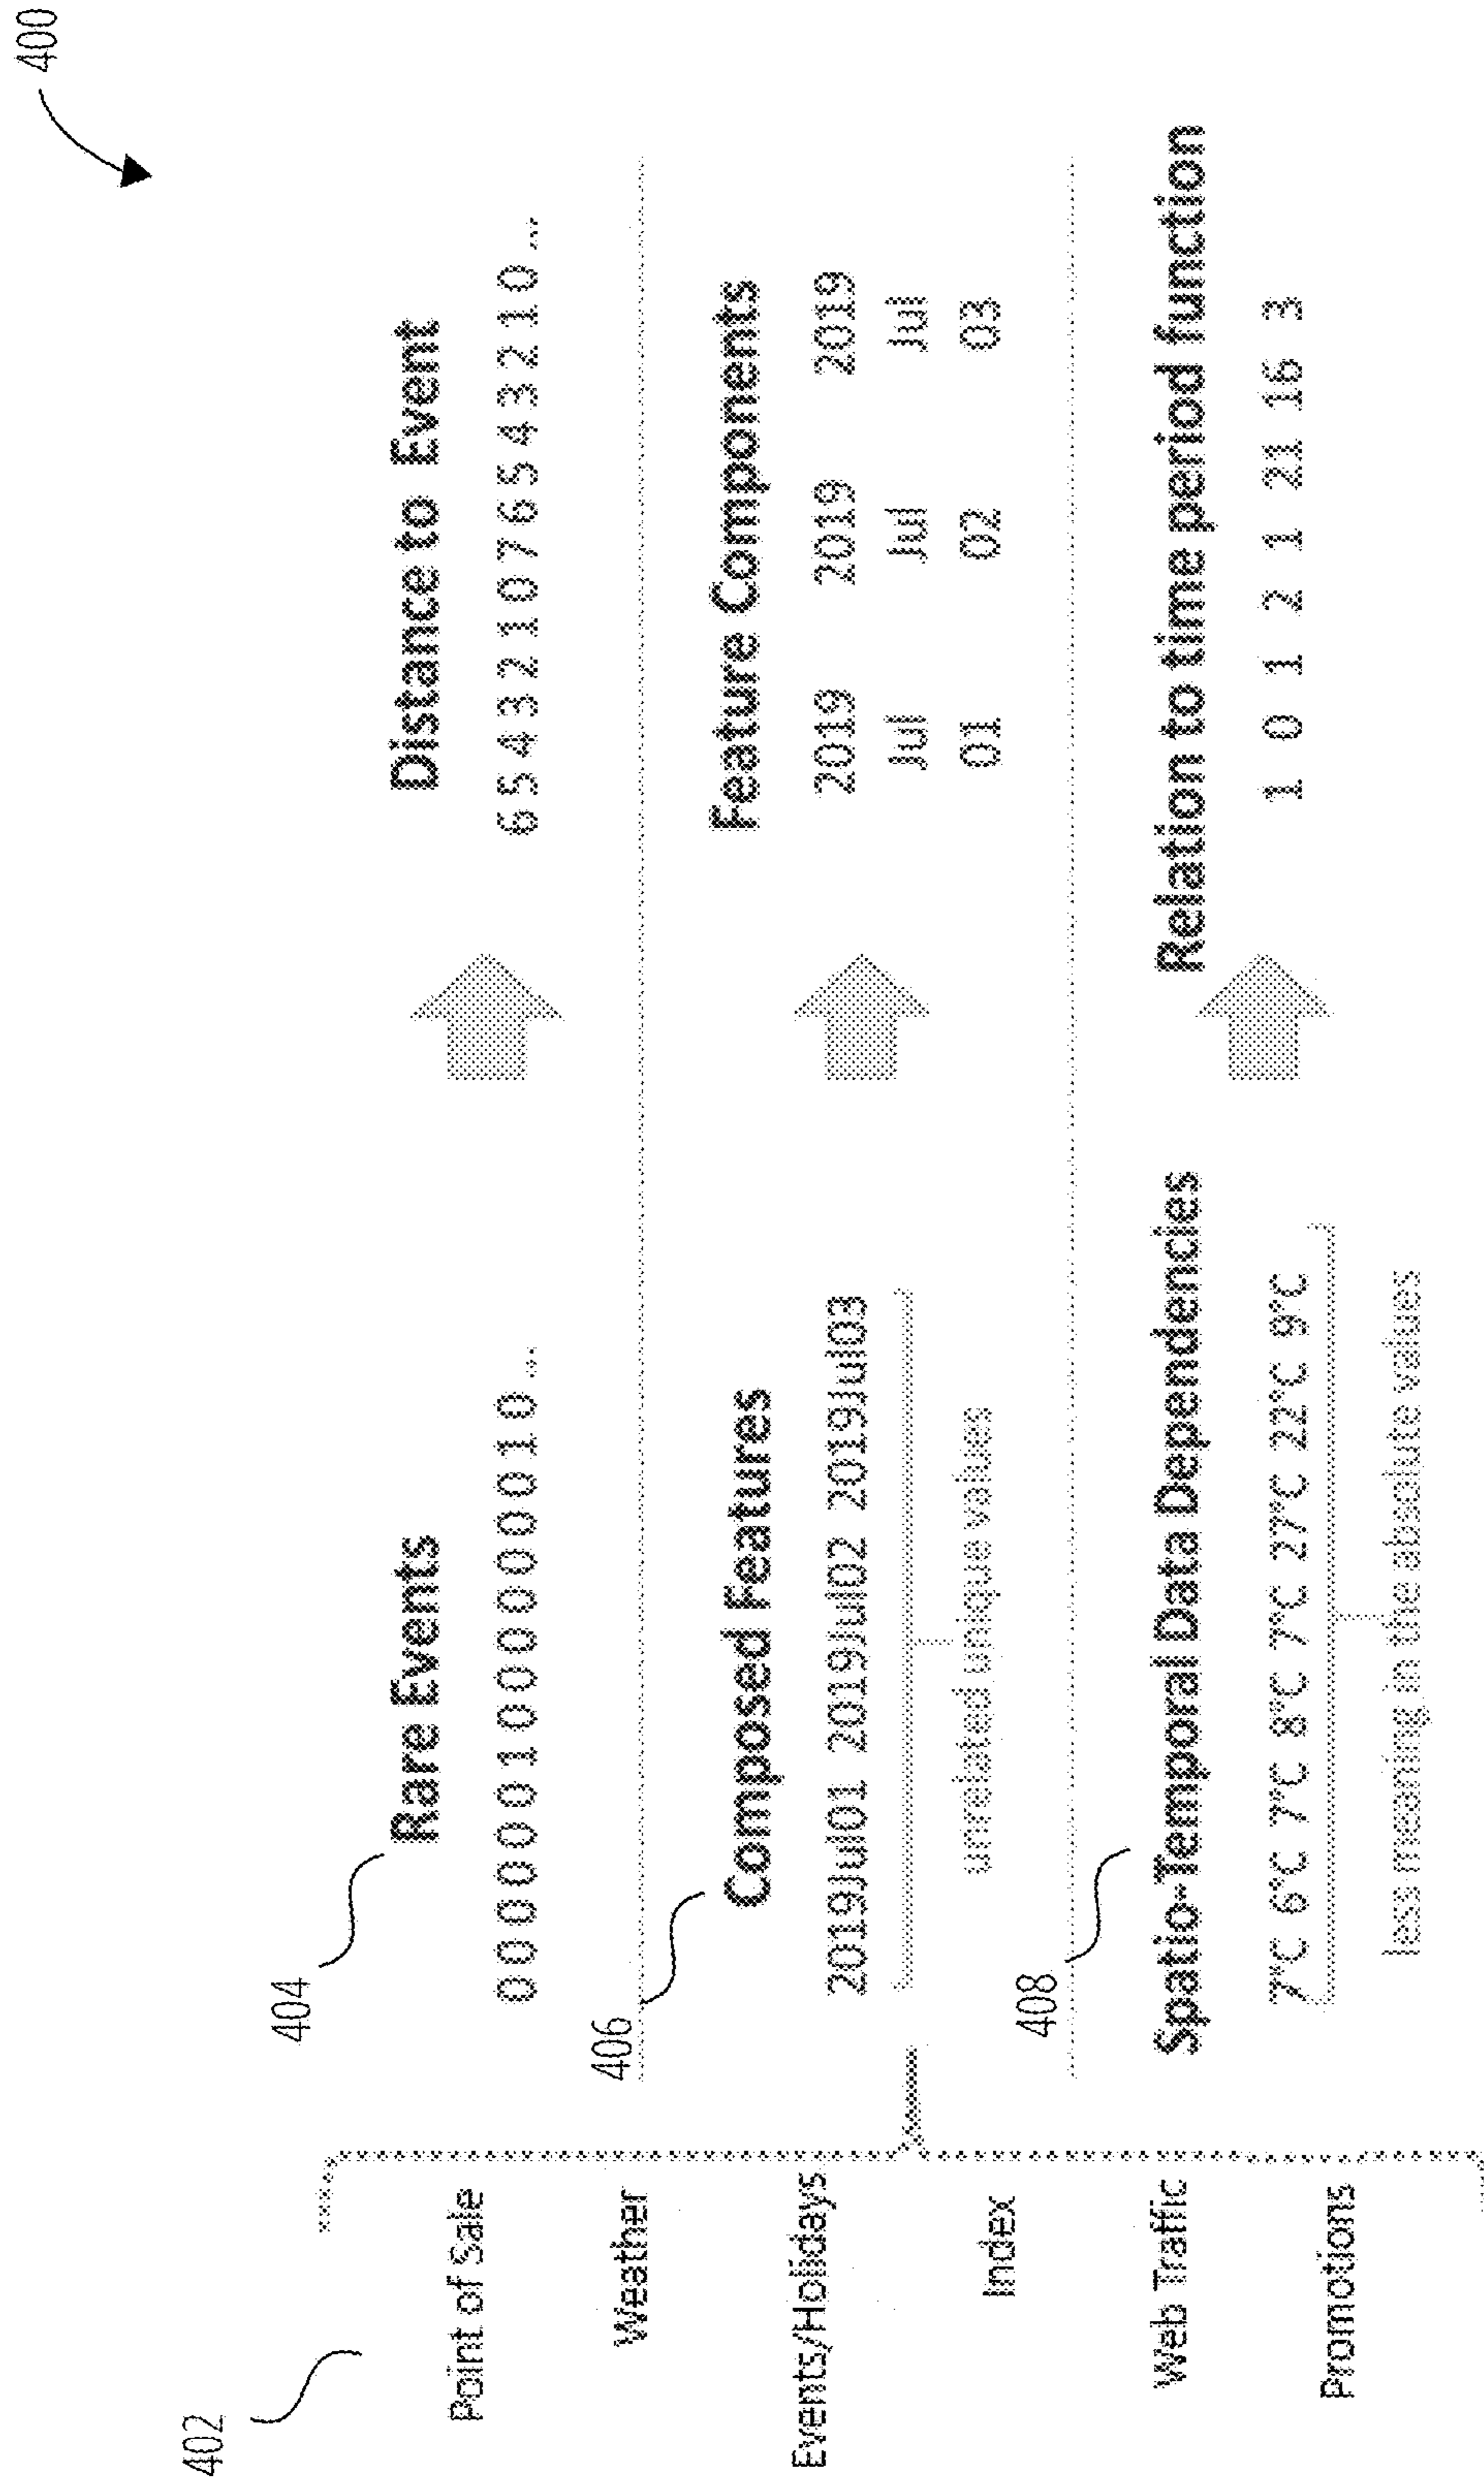 400
402
Point of Sale
Weather
Events/Holidays
Index
Web Traffic
Promotions
404
Rare Events
0 0 0 0 0 0 1 0 0 0 0 0 0 0 1 0 ...
Distance to Event
6 5 4 3 2 1 0 7 6 5 4 3 2 1 0 ...
406
Composed Features
2019Jul01 2019Jul02 2019Jul03
unrelated unique values
Feature Components
2019 2019 2019
Jul Jul Jul
01 02 03
408
Spatio-Temporal Data Dependencies
7°C 6°C 7°C 8°C 7°C 27°C 22°C 9°C
less meaning in the absolute values
Relation to time period function
1 0 1 2 1 21 16 3